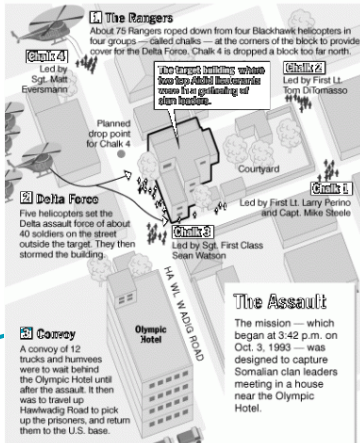 1 The Rangers
About 75 Rangers roped down from four Blackhawk helicopters in
four groups — called chalks — at the corners of the block to provide
cover for the Delta Force. Chalk 4 is dropped a block too far north.
Chalk 4
Led by
Sgt. Matt
Eversmann
The target building where
two top Aidid lieutenants
were in a gathering of
clan leaders.
Chalk 2
Led by First Lt.
Tom DiTomasso
Planned
drop point
for Chalk 4
Courtyard
Chalk 1
Led by First Lt. Larry Perino
and Capt. Mike Steele
2 Delta Force
Five helicopters set the
Delta assault force of about
40 soldiers on the street
outside the target. They then
stormed the building.
Chalk 3
Led by Sgt. First Class
Sean Watson
HA WL W ADIG ROAD
3 Convoy
A convoy of 12
trucks and humvees
were to wait behind
the Olympic Hotel until
after the assault. It then
was to travel up
Hawlwadig Road to pick
up the prisoners, and return
them to the U.S. base.
Olympic
Hotel
The Assault
The mission — which
began at 3:42 p.m. on
Oct. 3, 1993 — was
designed to capture
Somalian clan leaders
meeting in a house
near the Olympic
Hotel.